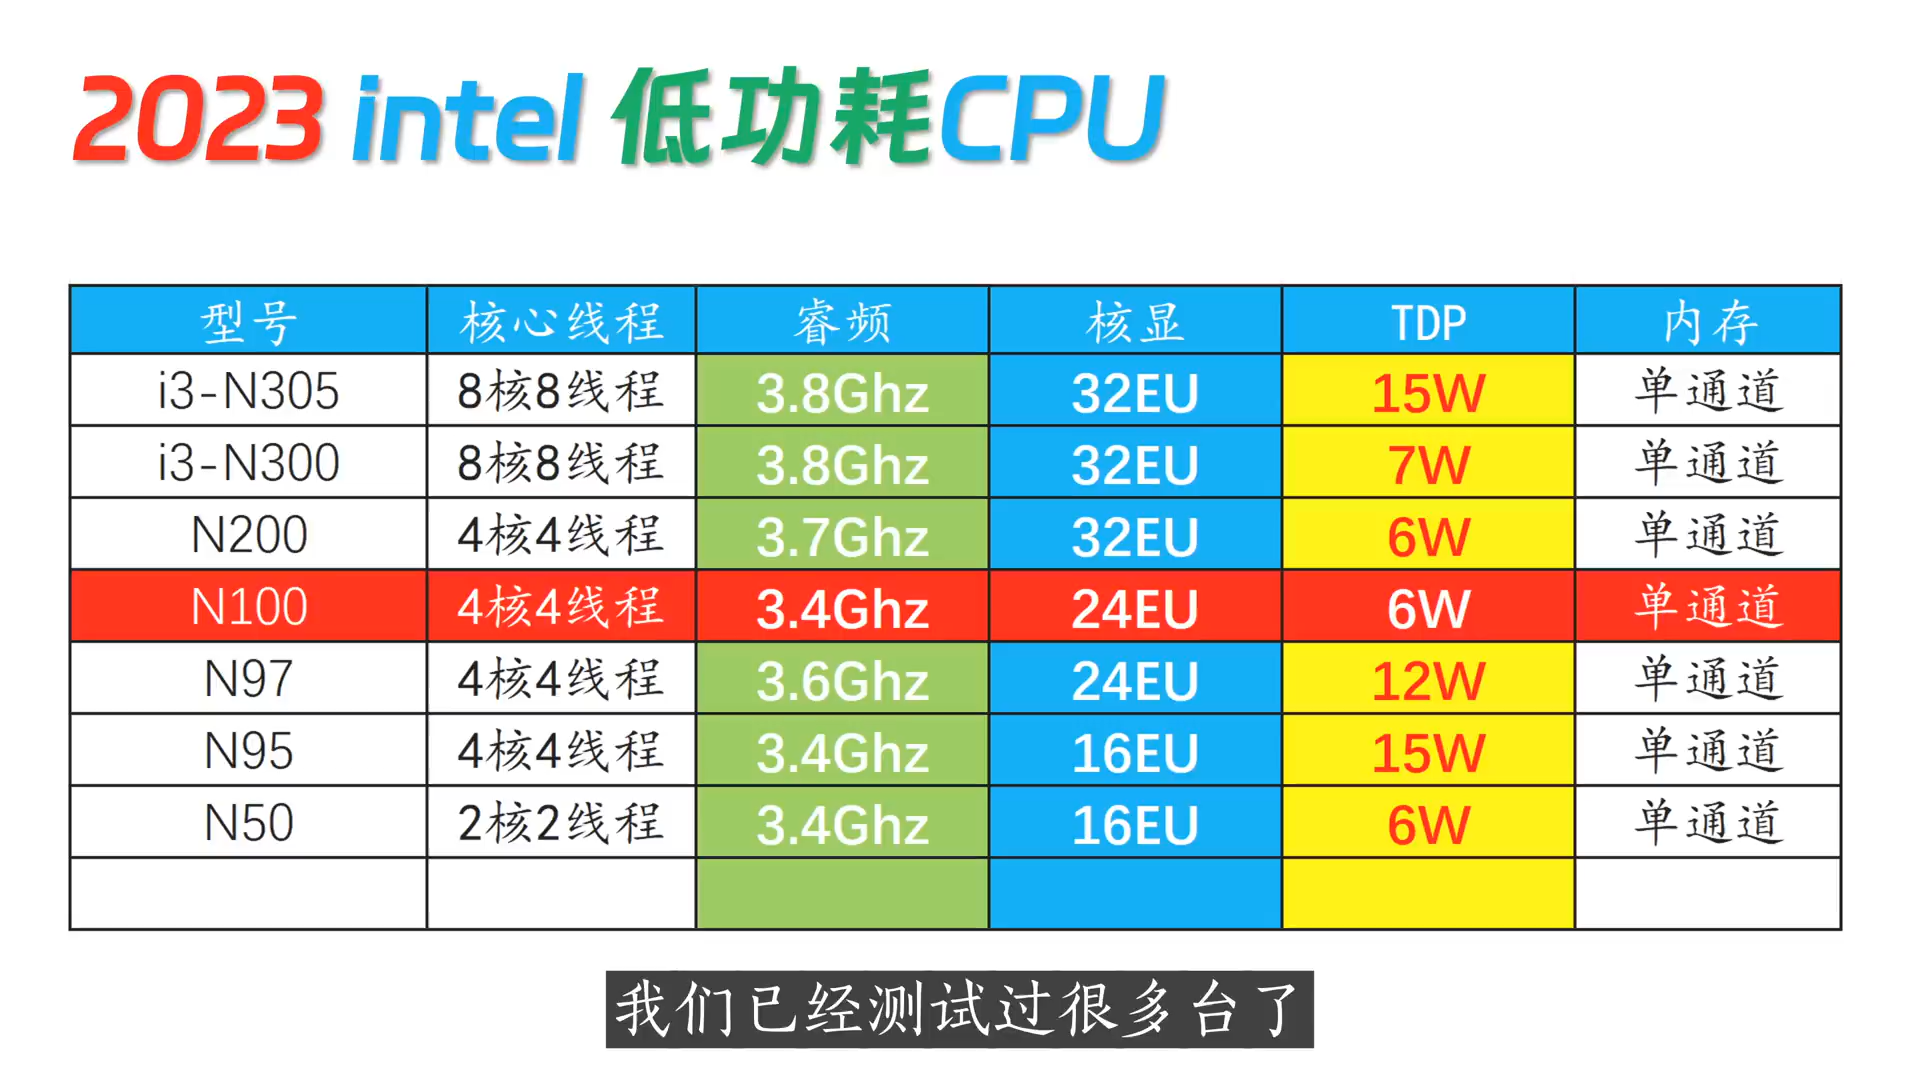 2023 intel 低功耗CPU
型号 核心线程 睿频 核显 TDP 内存
i3-N305 8核8线程 3.8Ghz 32EU 15W 单通道
i3-N300 8核8线程 3.8Ghz 32EU 7W 单通道
N200 4核4线程 3.7Ghz 32EU 6W 单通道
N100 4核4线程 3.4Ghz 24EU 6W 单通道
N97 4核4线程 3.6Ghz 24EU 12W 单通道
N95 4核4线程 3.4Ghz 16EU 15W 单通道
N50 2核2线程 3.4Ghz 16EU 6W 单通道
我们已经测试过很多台了